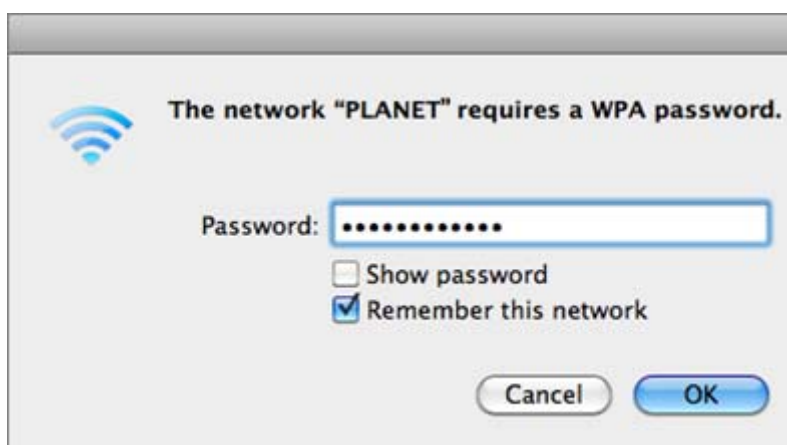 The network “PLANET” requires a WPA password.
Password: ••••••••••••
Show password
Remember this network
Cancel OK